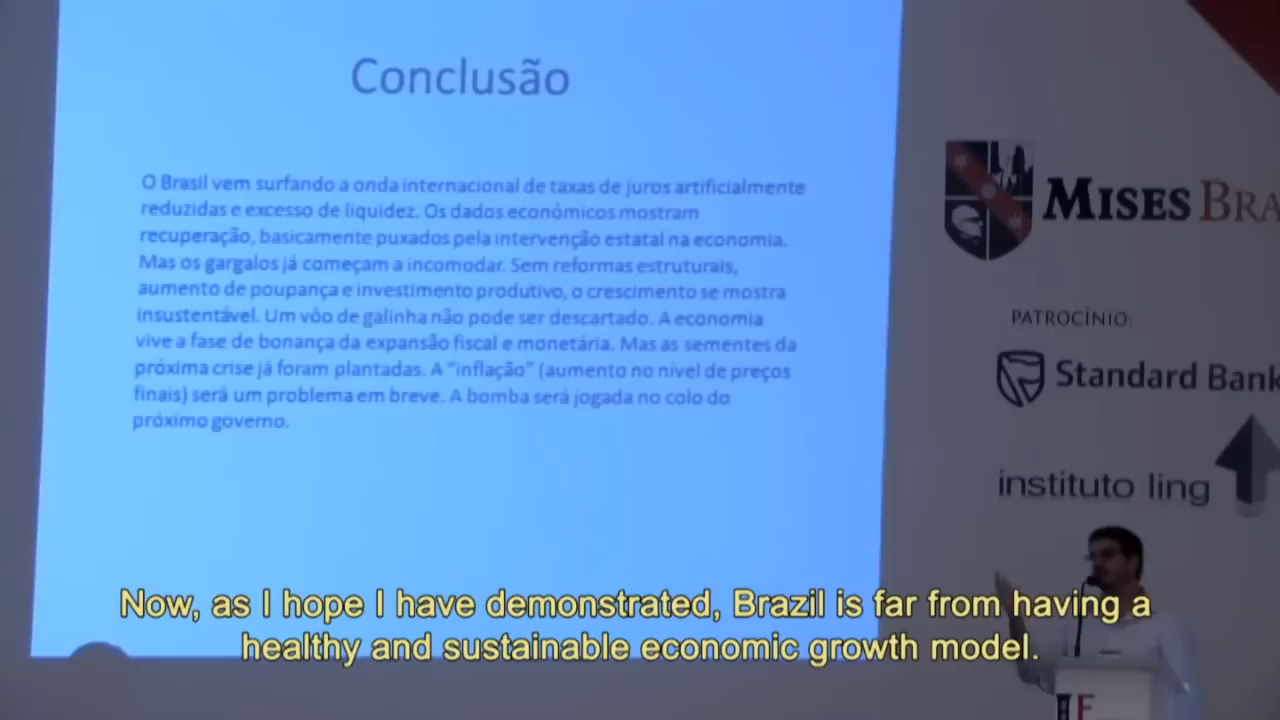 Conclusão
O Brasil vem surfando a onda internacional de taxas de juros artificialmente
reduzidas e excesso de liquidez. Os dados econômicos mostram
recuperação, basicamente puxados pela intervenção estatal na economia.
Mas os gargalos já começam a incomodar. Sem reformas estruturais,
aumento de poupança e investimento produtivo, o crescimento se mostra
insustentável. Um vôo de galinha não pode ser descartado. A economia
vive a fase de bonança da expansão fiscal e monetária. Mas as sementes da
próxima crise já foram plantadas. A "inflação" (aumento no nível de preços
finais) será um problema em breve. A bomba será jogada no colo do
próximo governo.
MISES BRA
PATROCÍNIO:
Standard Bank
instituto ling
Now, as I hope I have demonstrated, Brazil is far from having a
healthy and sustainable economic growth model.